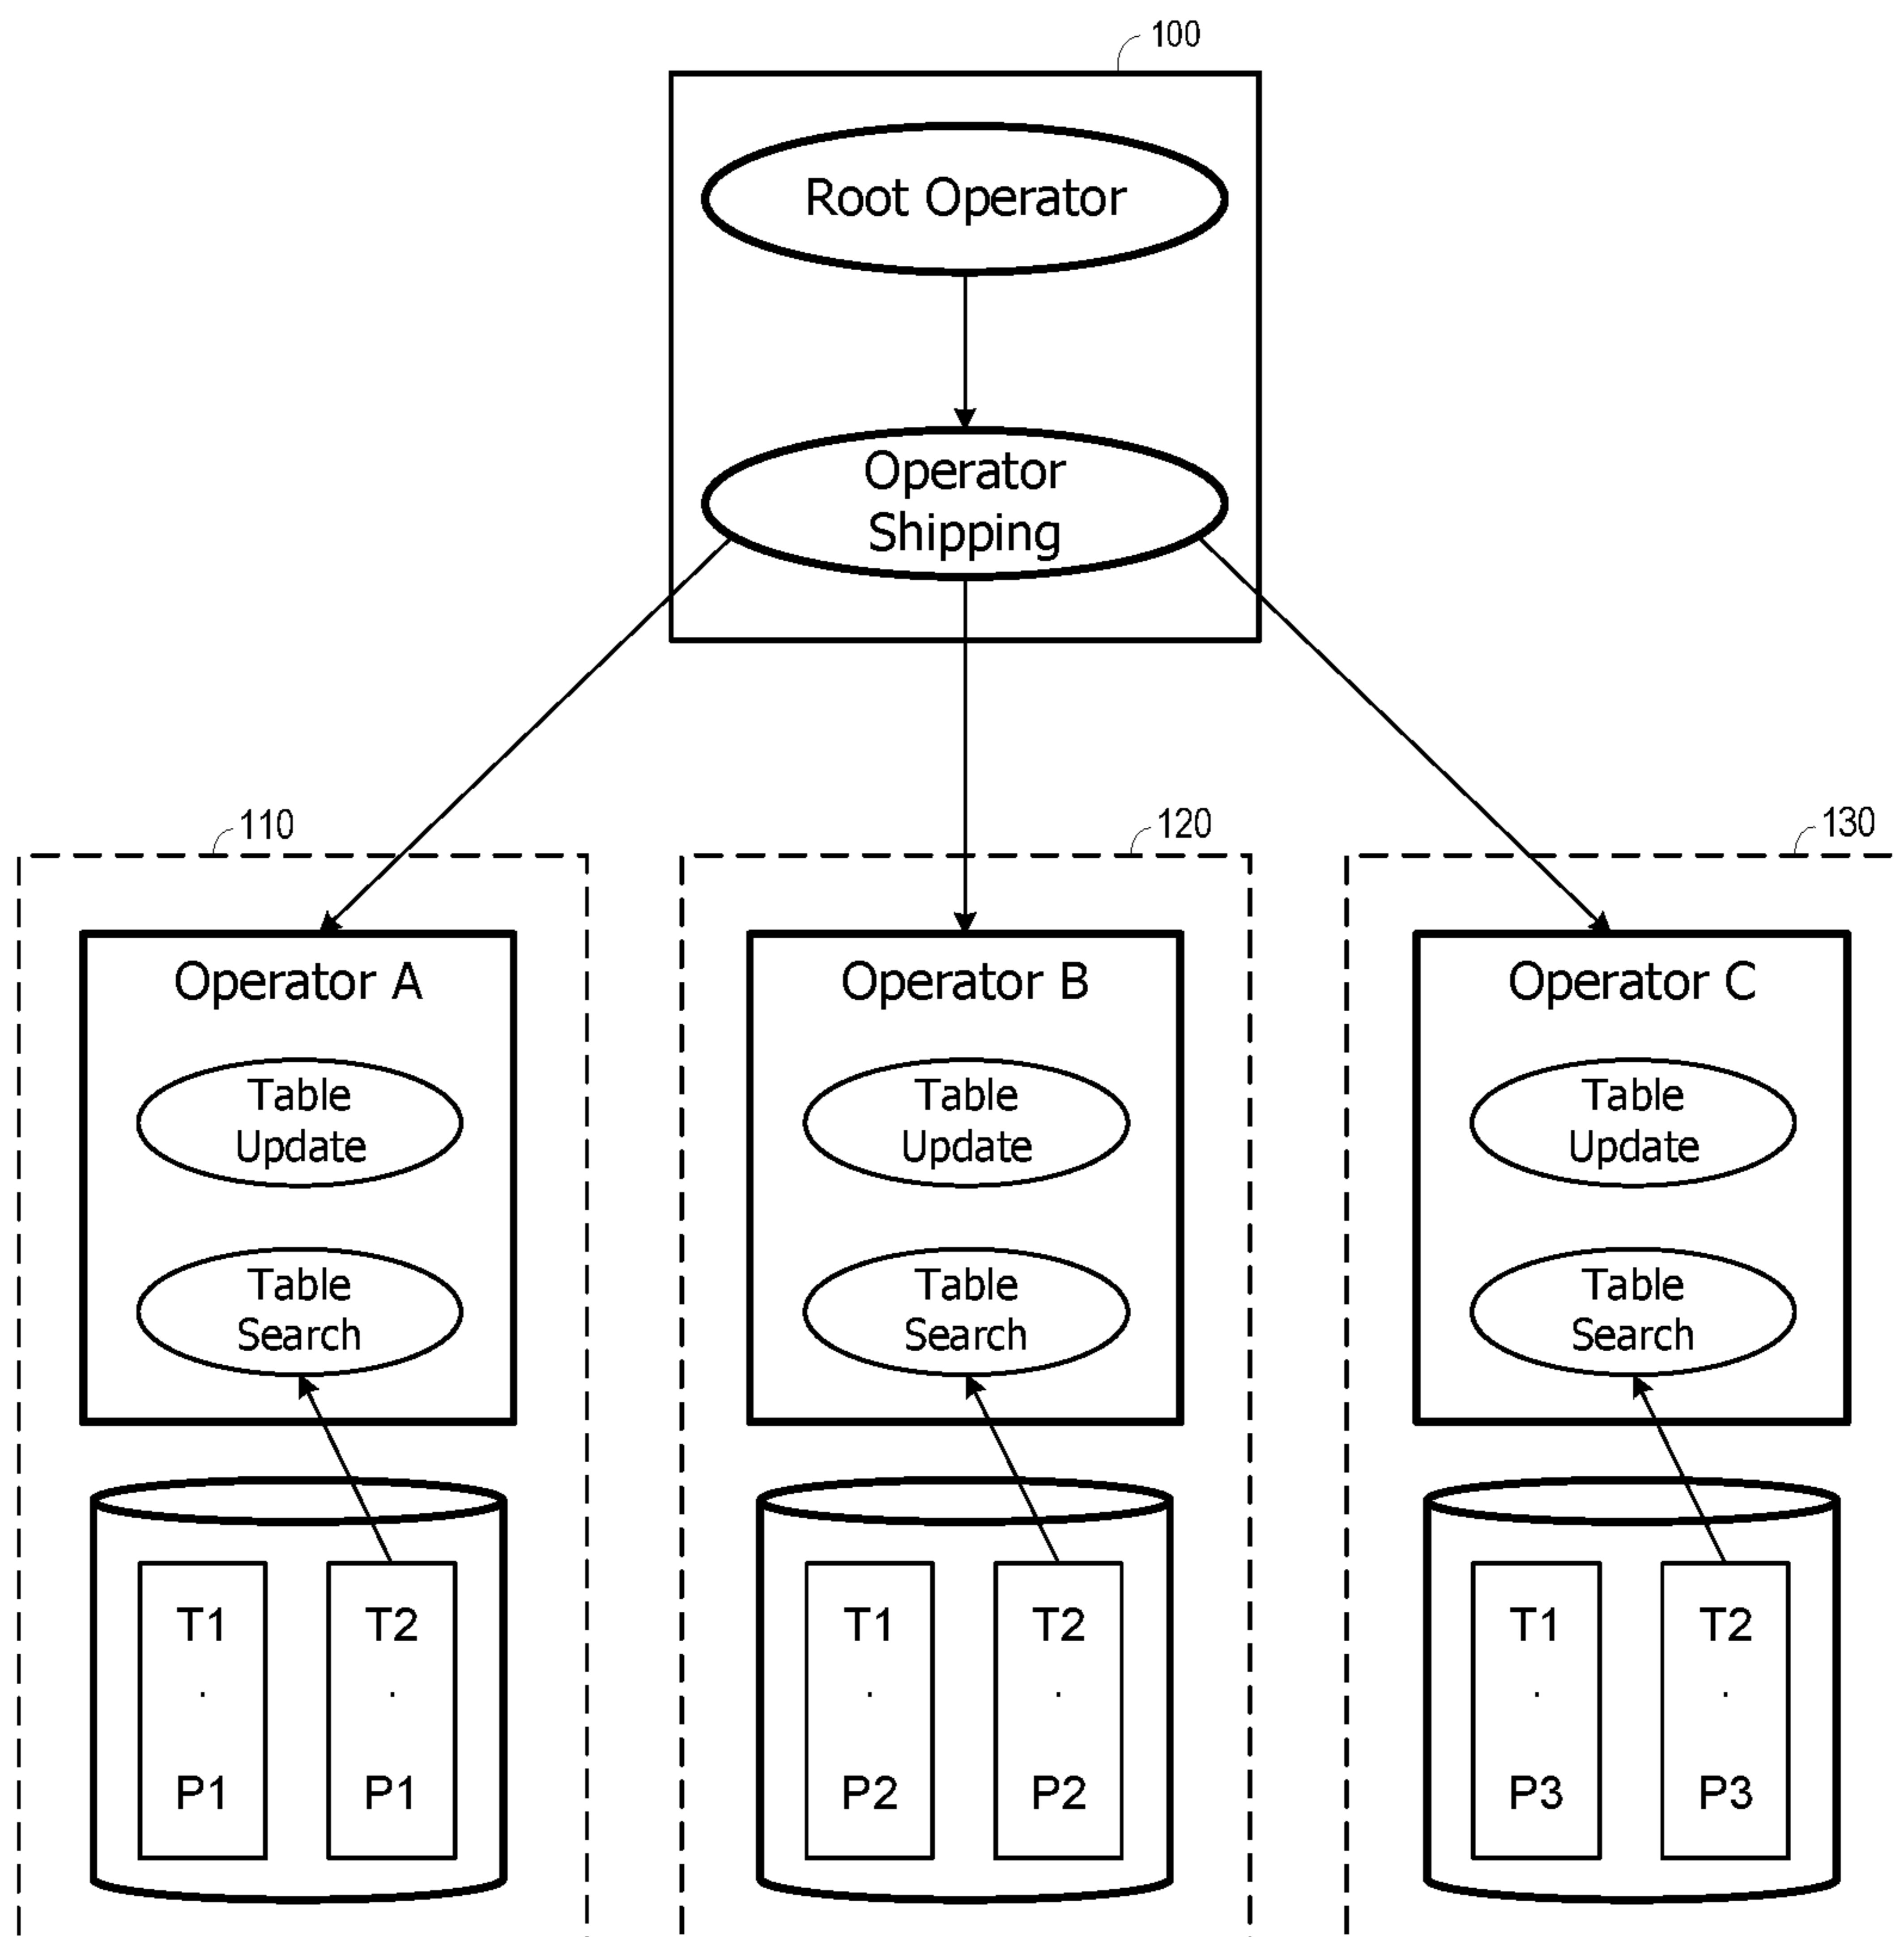 100
Root Operator
Operator
Shipping
110
120
130
Operator A
Operator B
Operator C
Table
Update
Table
Update
Table
Update
Table
Search
Table
Search
Table
Search
T1
.
P1
T2
.
P1
T1
.
P2
T2
.
P2
T1
.
P3
T2
.
P3